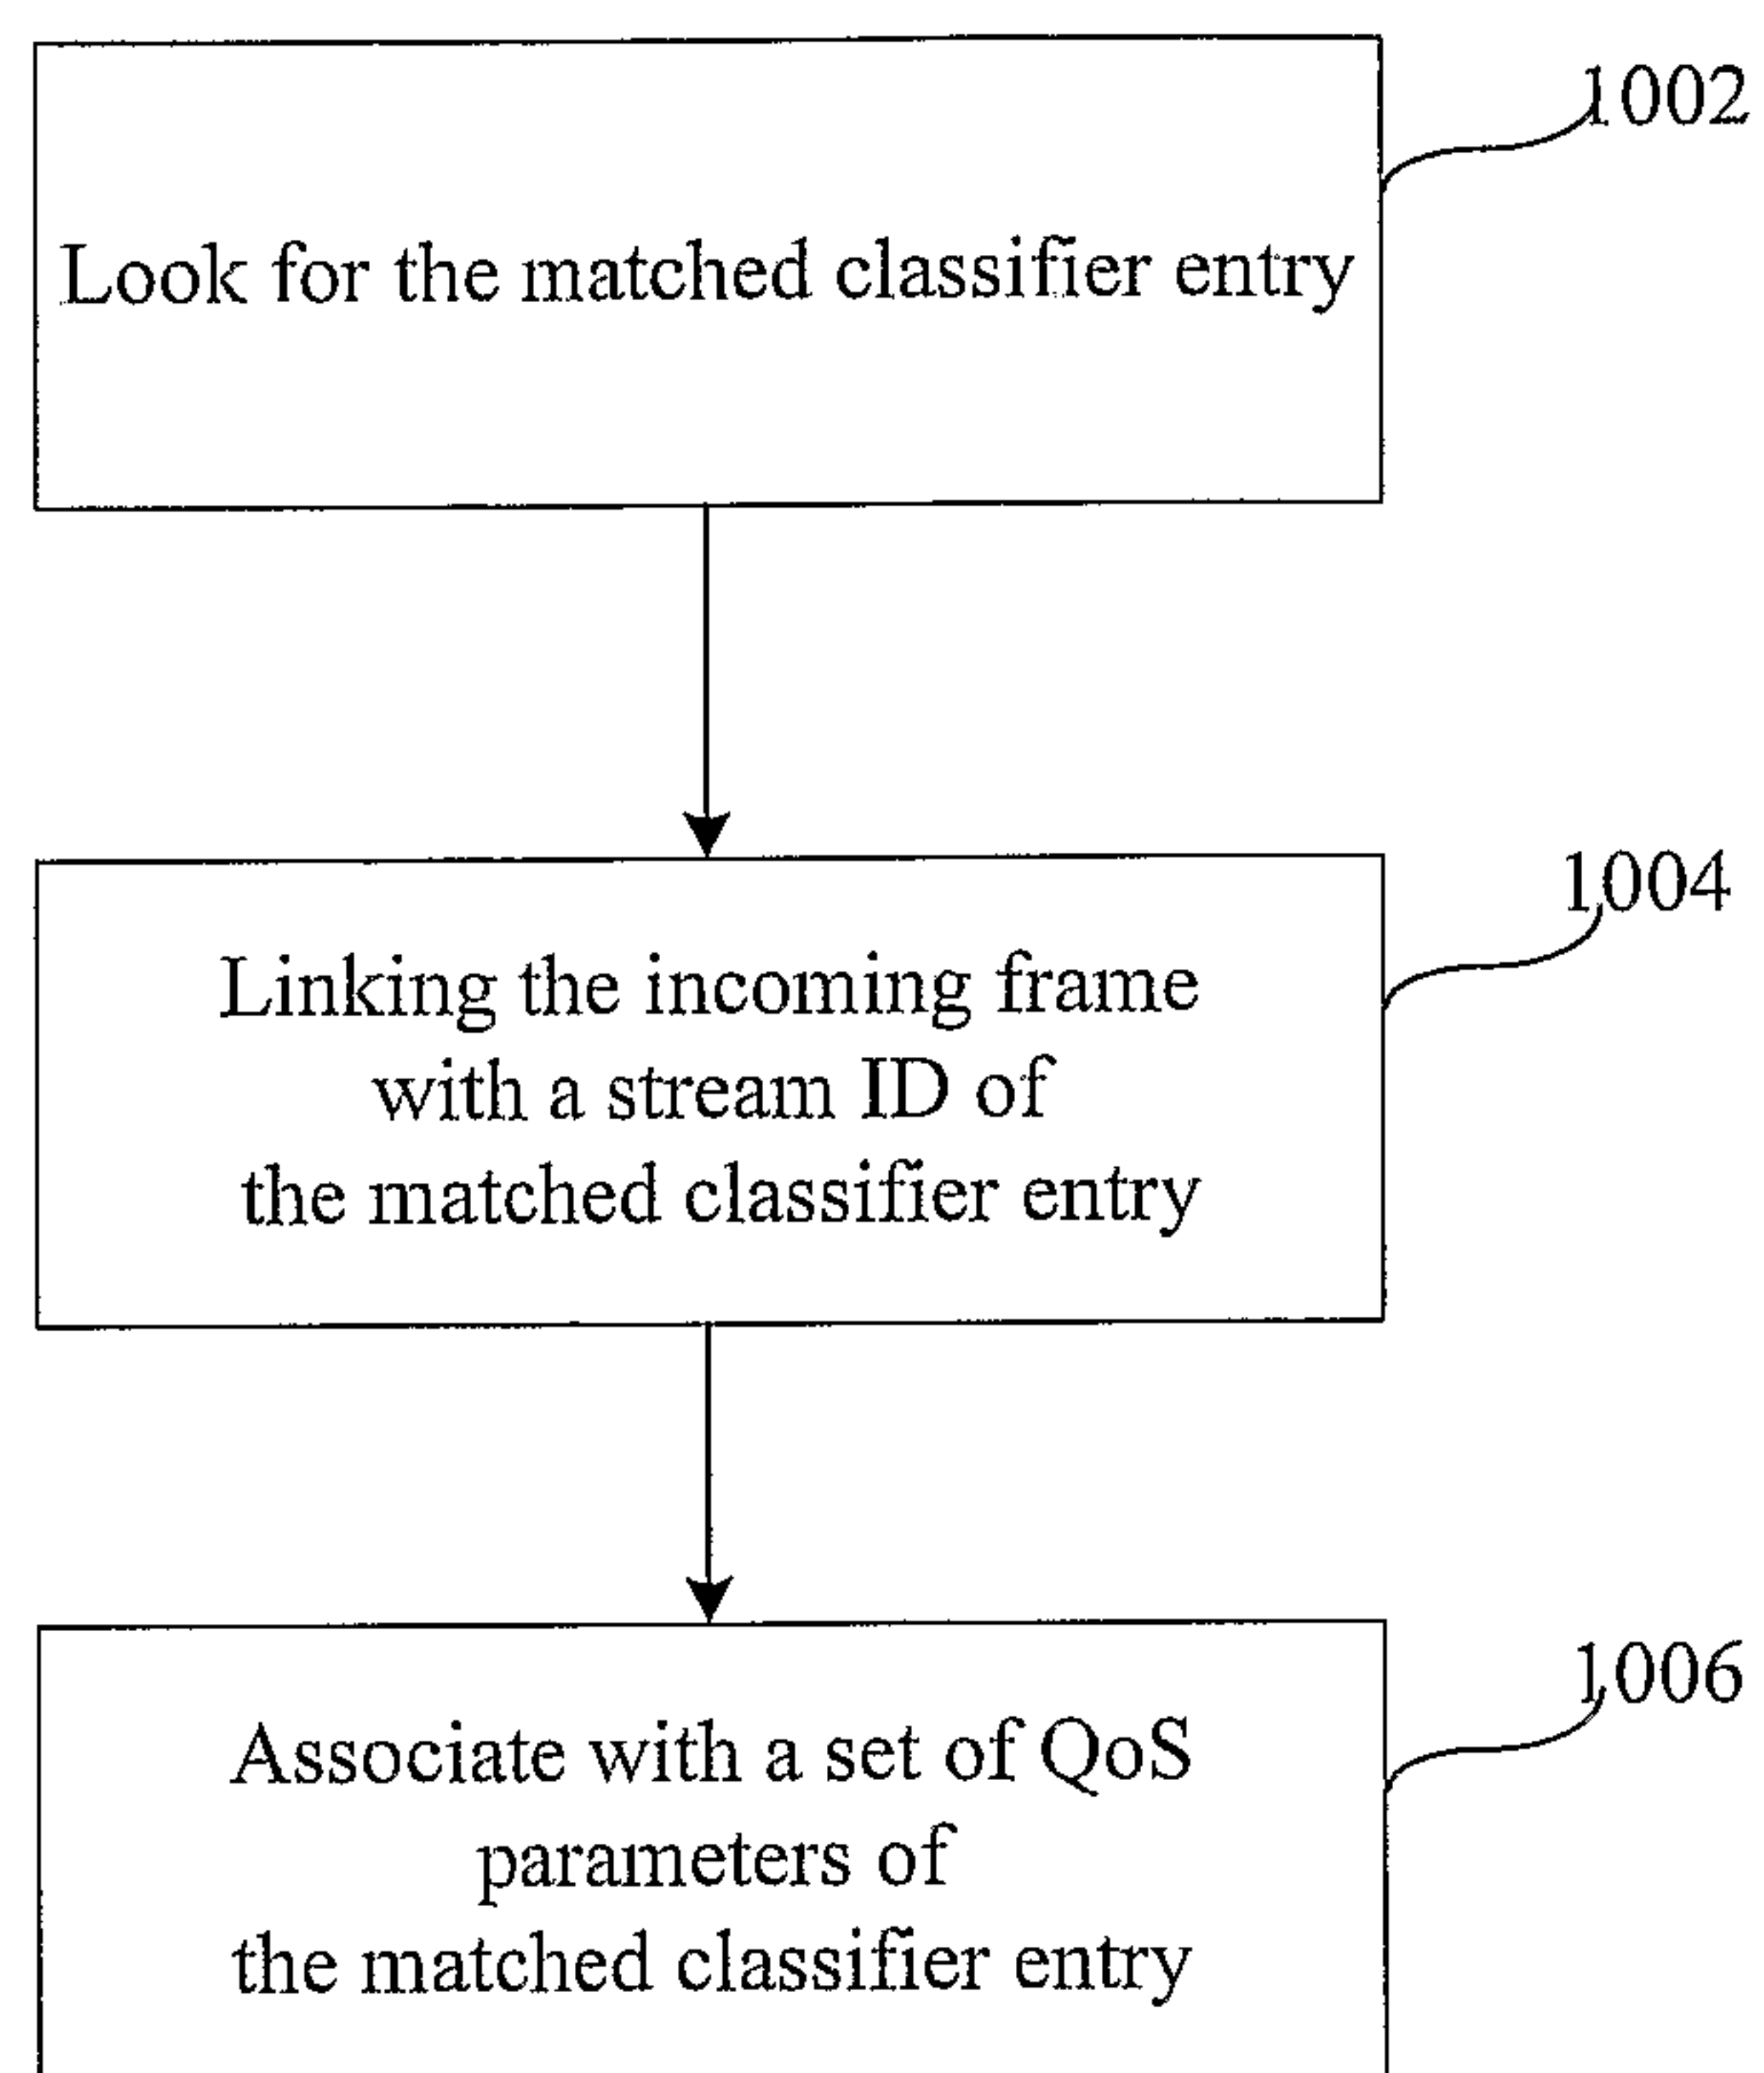 1002
Look for the matched classifier entry
1004
Linking the incoming frame
with a stream ID of
the matched classifier entry
1006
Associate with a set of QoS
parameters of
the matched classifier entry